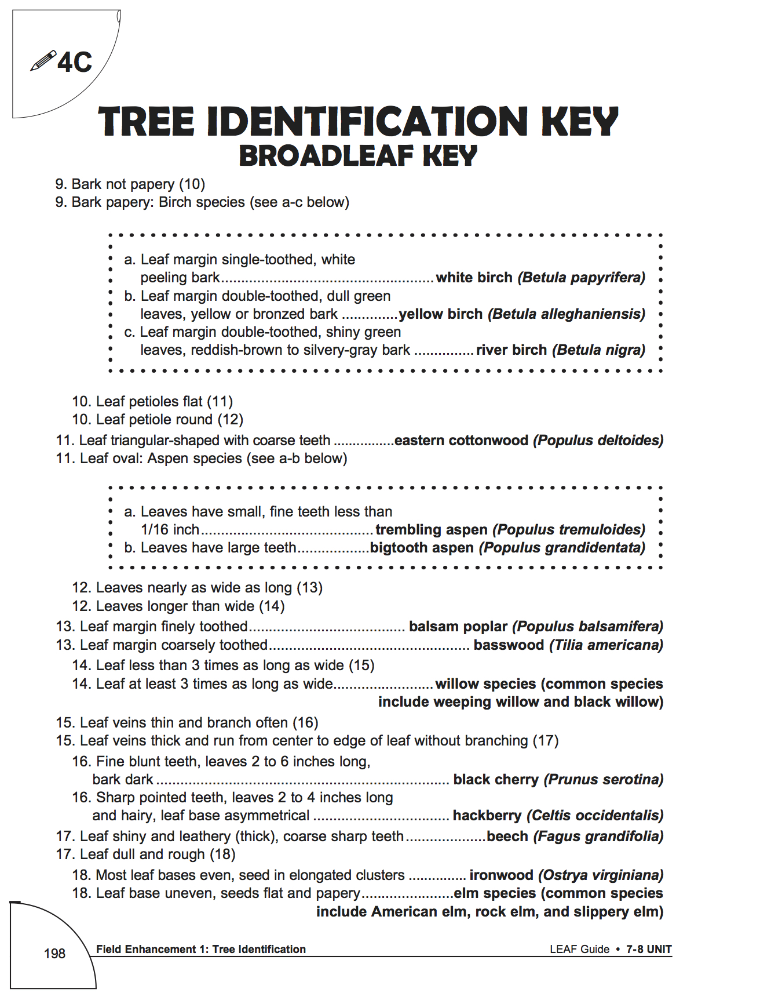 4C
TREE IDENTIFICATION KEY
BROADLEAF KEY
9. Bark not papery (10)
9. Bark papery: Birch species (see a-c below)
a. Leaf margin single-toothed, white
peeling bark..................................................... white birch (Betula papyrifera)
b. Leaf margin double-toothed, dull green
leaves, yellow or bronzed bark ..............yellow birch (Betula alleghaniensis)
c. Leaf margin double-toothed, shiny green
leaves, reddish-brown to silvery-gray bark ............... river birch (Betula nigra)
10. Leaf petioles flat (11)
10. Leaf petiole round (12)
11. Leaf triangular-shaped with coarse teeth ................eastern cottonwood (Populus deltoides)
11. Leaf oval: Aspen species (see a-b below)
a. Leaves have small, fine teeth less than
1/16 inch........................................... trembling aspen (Populus tremuloides)
b. Leaves have large teeth..................bigtooth aspen (Populus grandidentata)
12. Leaves nearly as wide as long (13)
12. Leaves longer than wide (14)
13. Leaf margin finely toothed....................................... balsam poplar (Populus balsamifera)
13. Leaf margin coarsely toothed.................................................. basswood (Tilia americana)
14. Leaf less than 3 times as long as wide (15)
14. Leaf at least 3 times as long as wide......................... willow species (common species
include weeping willow and black willow)
15. Leaf veins thin and branch often (16)
15. Leaf veins thick and run from center to edge of leaf without branching (17)
16. Fine blunt teeth, leaves 2 to 6 inches long,
bark dark ......................................................................... black cherry (Prunus serotina)
16. Sharp pointed teeth, leaves 2 to 4 inches long
and hairy, leaf base asymmetrical .................................. hackberry (Celtis occidentalis)
17. Leaf shiny and leathery (thick), coarse sharp teeth....................beech (Fagus grandifolia)
17. Leaf dull and rough (18)
18. Most leaf bases even, seed in elongated clusters ............... ironwood (Ostrya virginiana)
18. Leaf base uneven, seeds flat and papery.......................elm species (common species
include American elm, rock elm, and slippery elm)
198
Field Enhancement 1: Tree Identification
LEAF Guide • 7-8 UNIT